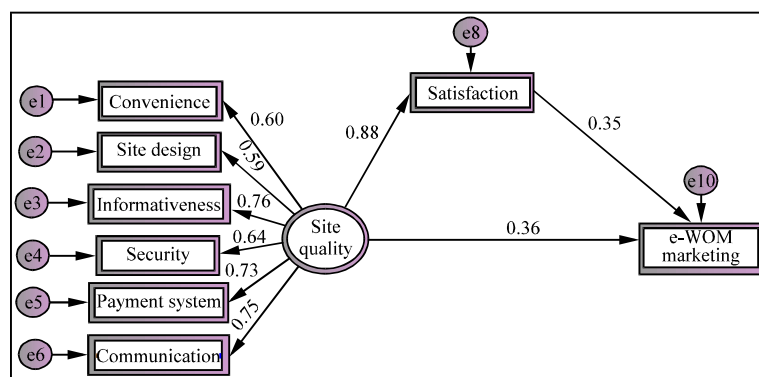 e8
e1
Convenience
0.60
Satisfaction
0.88
0.35
e2
Site design
0.59
e3
Informativeness
0.76
e10
Site
quality
0.36
e-WOM
marketing
e4
Security
0.64
e5
Payment system
0.73
e6
Communication
0.75